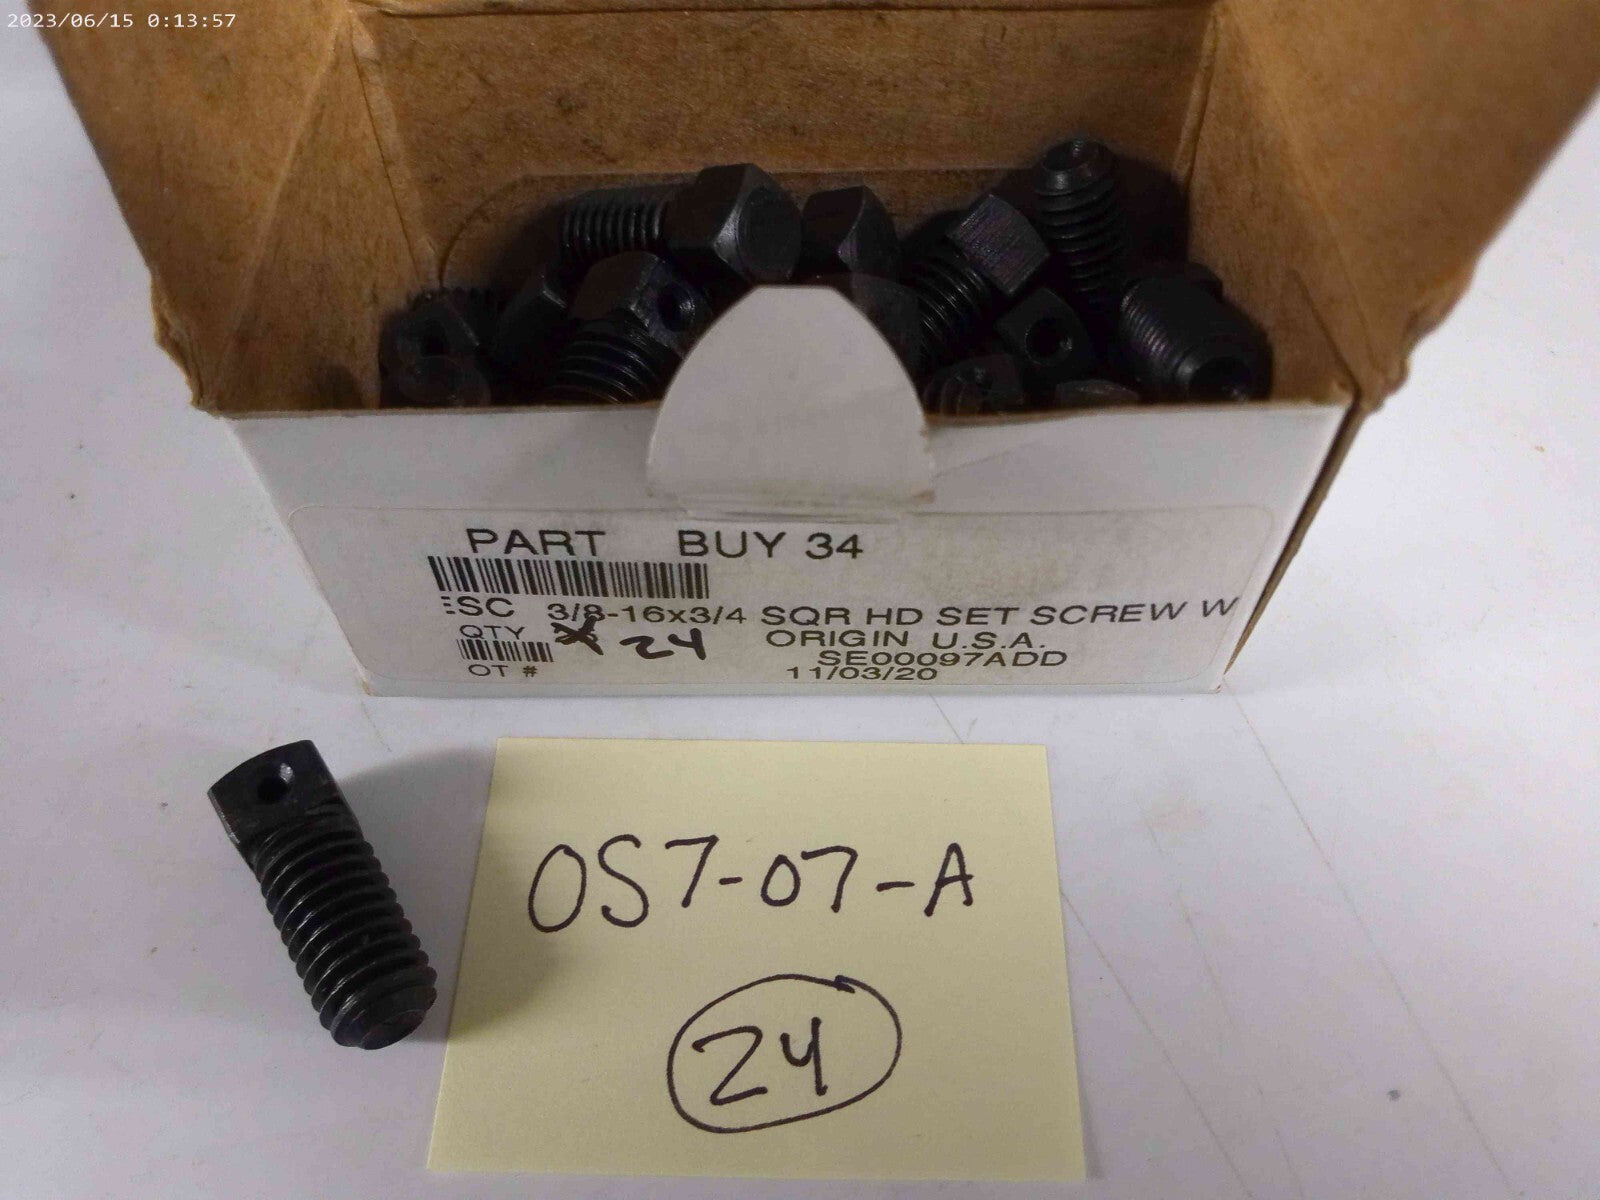 2023/06/15 0:13:57
PART BUY 34
ESC 3/8-16x3/4 SQR HD SET SCREW W
QTY 24 ORIGIN U.S.A.
SE00097ADD
OT # 11/03/20
OS7-07-A
24